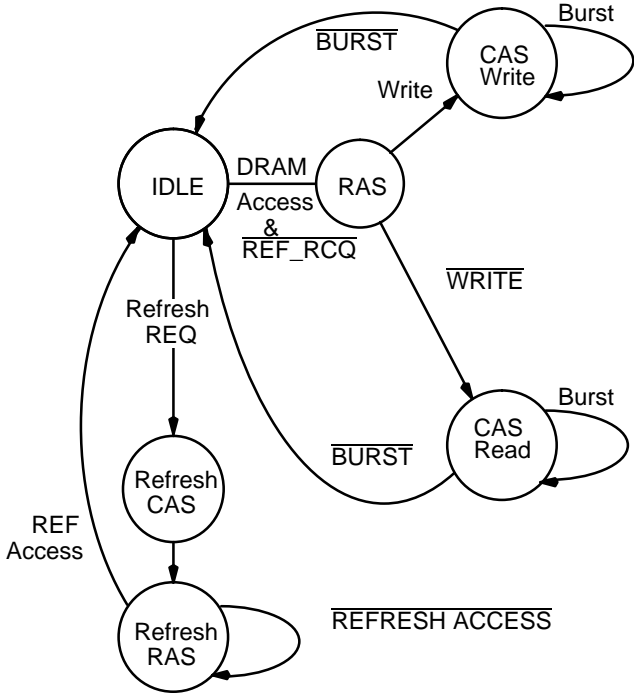 Burst
BURST
CAS
Write
Write
DRAM
IDLE
RAS
Access
&
REF_RCQ
WRITE
Refresh
REQ
Burst
CAS
Read
BURST
Refresh
CAS
REF
Access
REFRESH ACCESS
Refresh
RAS